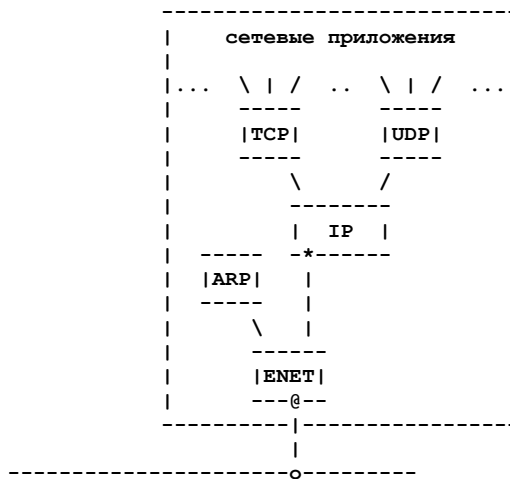 сетевые приложения
... .. ...
TCP UDP
IP
*
ARP
ENET
@
o